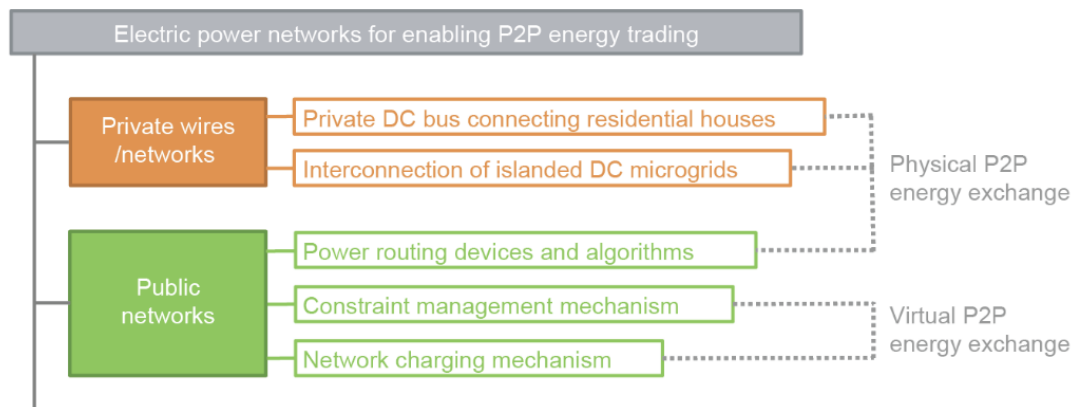 Electric power networks for enabling P2P energy trading
Private wires
/networks
Private DC bus connecting residential houses
Interconnection of islanded DC microgrids
Physical P2P
energy exchange
Public
networks
Power routing devices and algorithms
Constraint management mechanism
Network charging mechanism
Virtual P2P
energy exchange